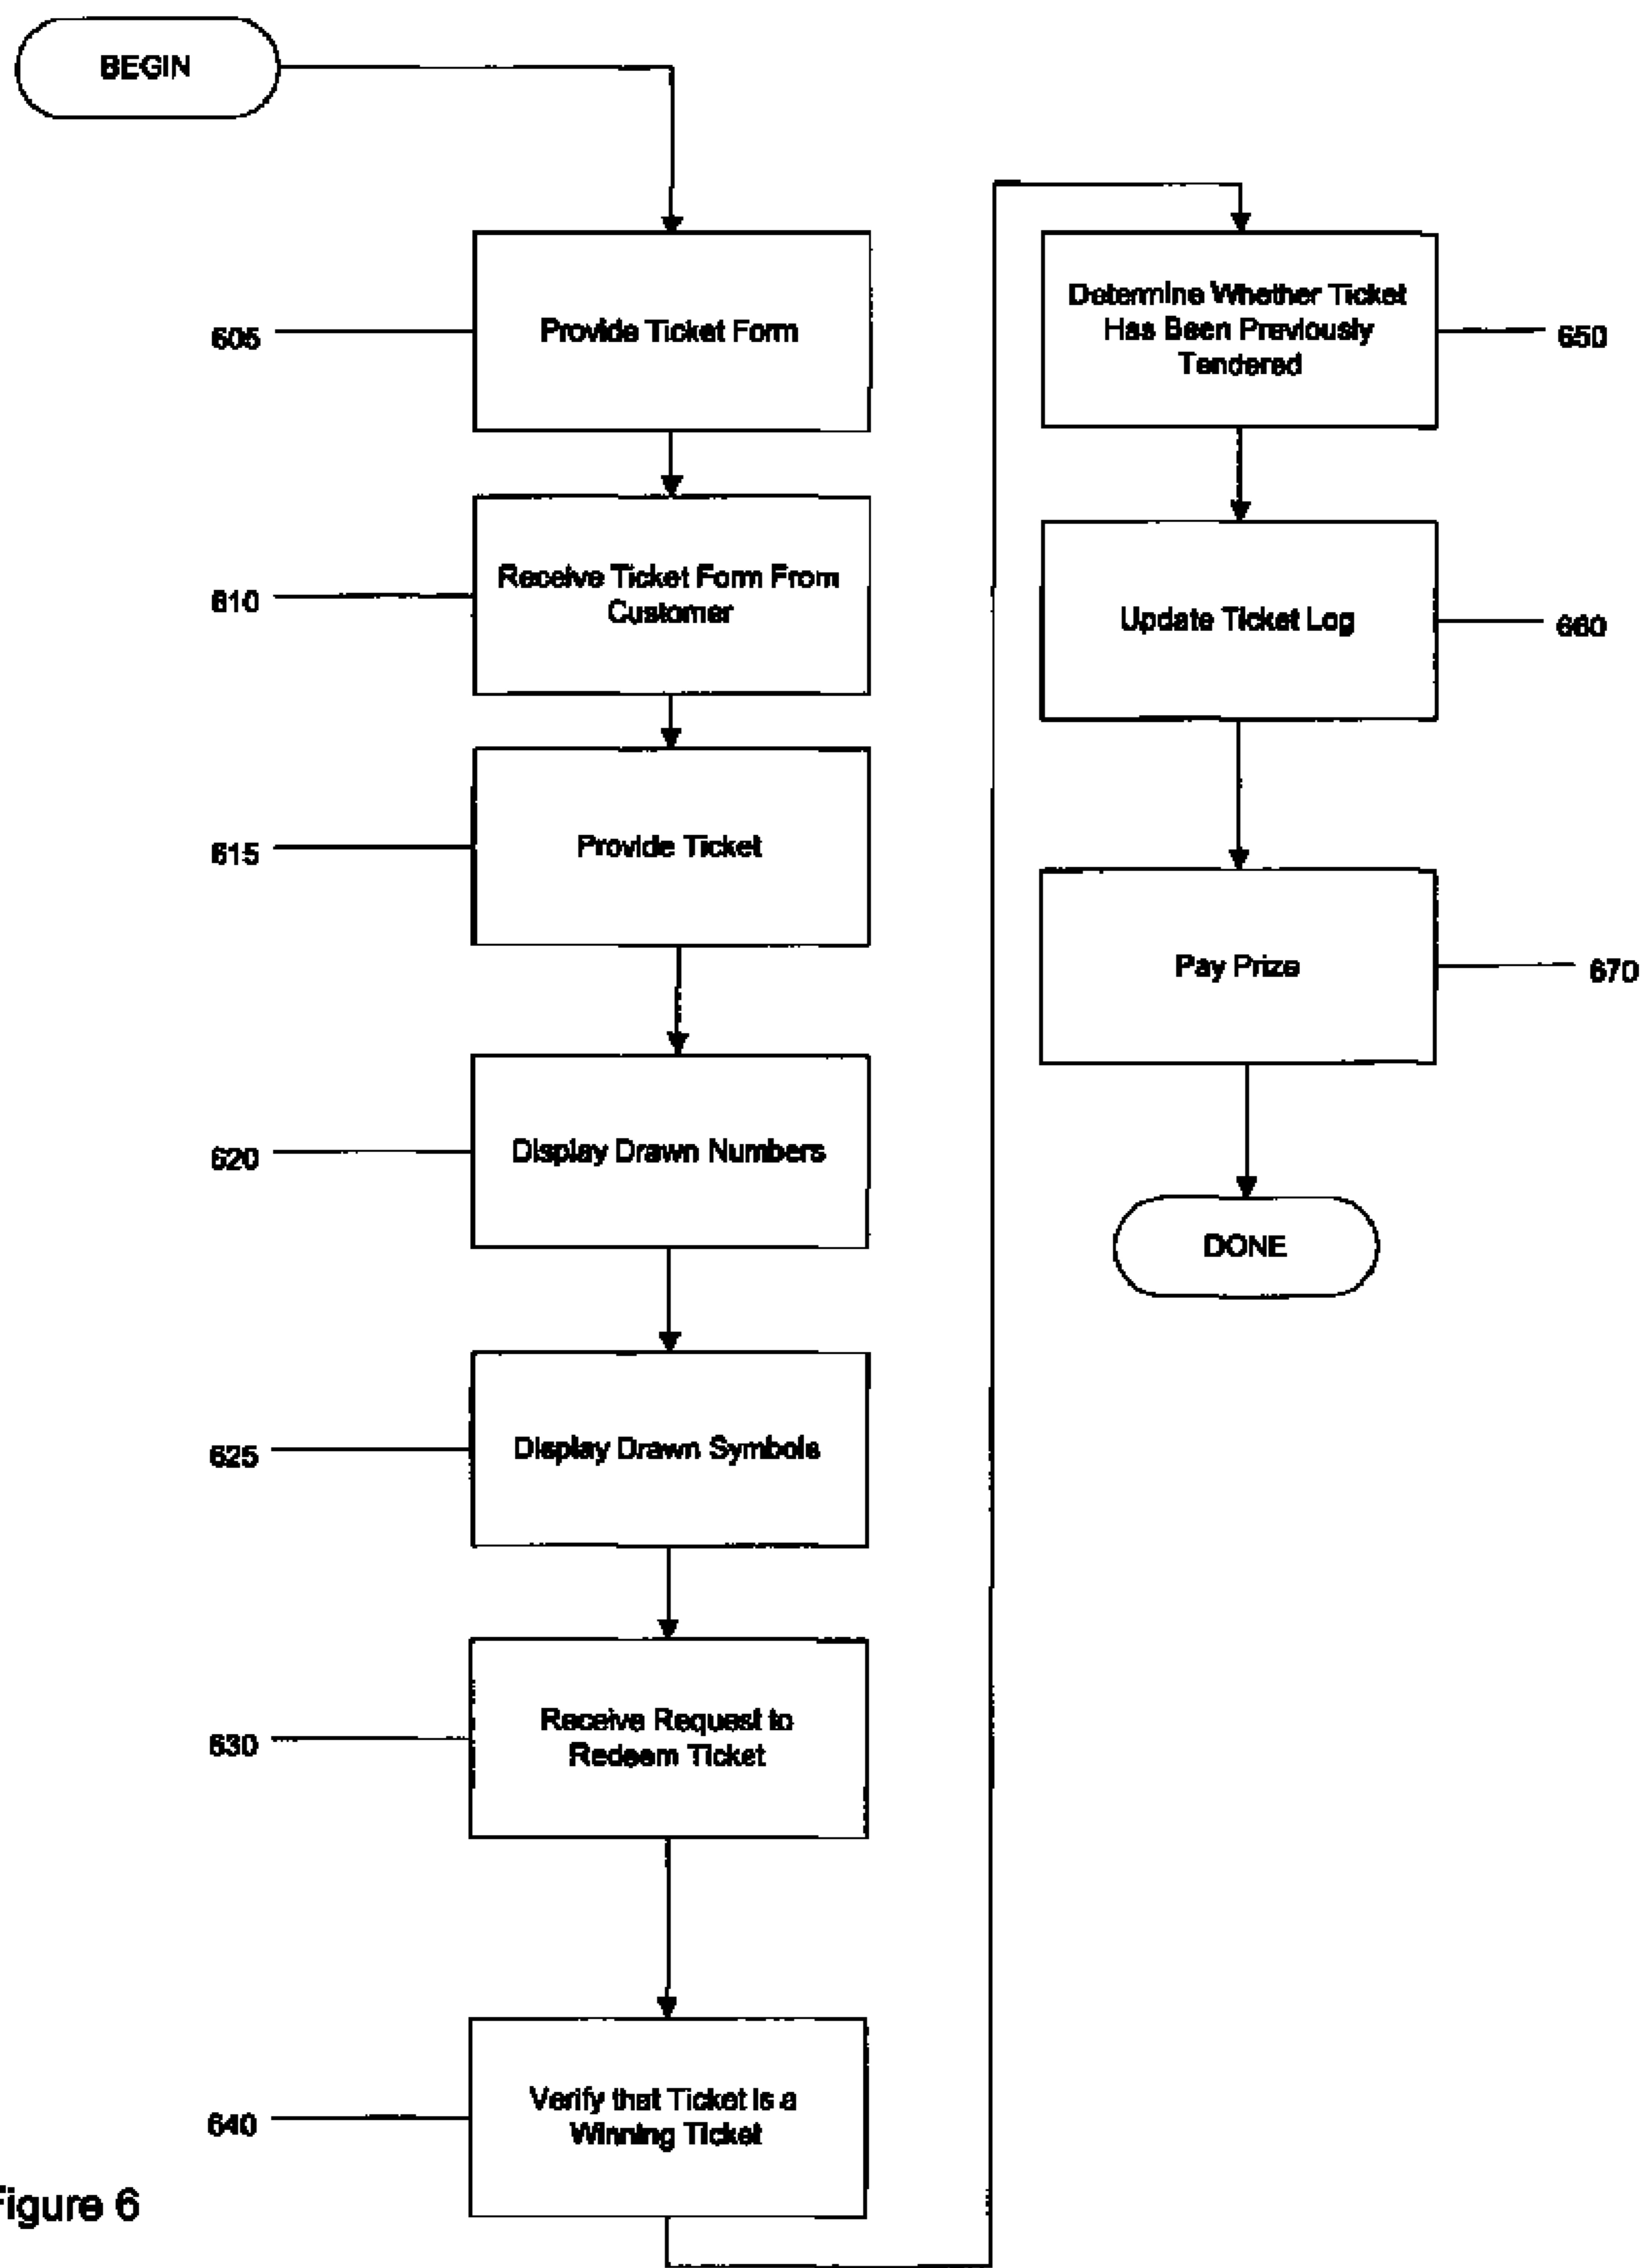 BEGIN
605
Provide Ticket Form
610
Receive Ticket Form From
Customer
615
Provide Ticket
620
Display Drawn Numbers
625
Display Drawn Symbols
630
Receive Request to
Redeem Ticket
640
Verify that Ticket is a
Winning Ticket
Determine Whether Ticket
Has Been Previously
Tendered
650
Update Ticket Log
660
Pay Prize
670
DONE
Figure 6